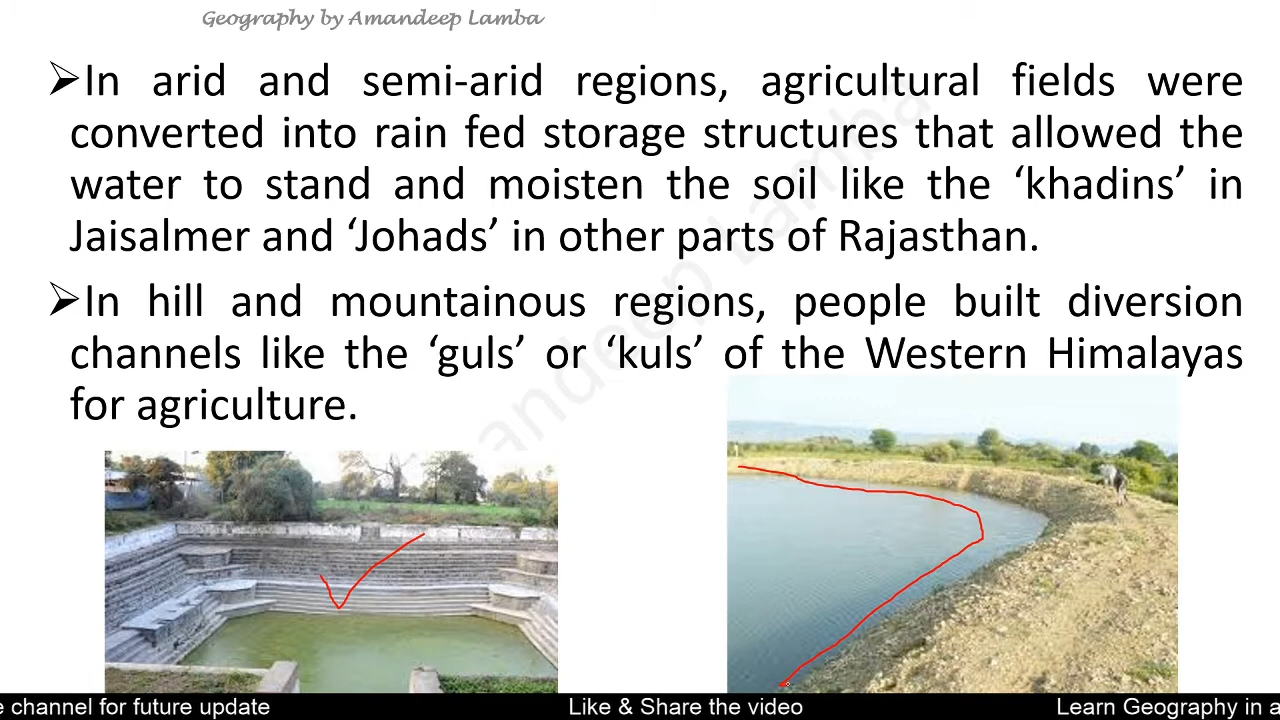 Geography by Amandeep Lamba
➢In arid and semi-arid regions, agricultural fields were
converted into rain fed storage structures that allowed the
water to stand and moisten the soil like the ‘khadins’ in
Jaisalmer and ‘Johads’ in other parts of Rajasthan.
➢In hill and mountainous regions, people built diversion
channels like the ‘guls’ or ‘kuls’ of the Western Himalayas
for agriculture.
andeep Lamba
e channel for future update Like & Share the video Learn Geography in a